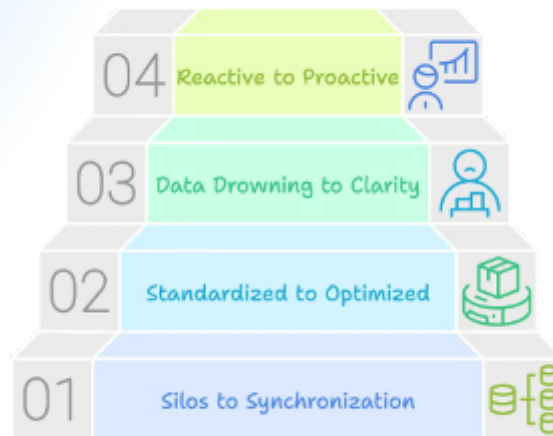 04 Reactive to Proactive
03 Data Drowning to Clarity
02 Standardized to Optimized
01 Silos to Synchronization